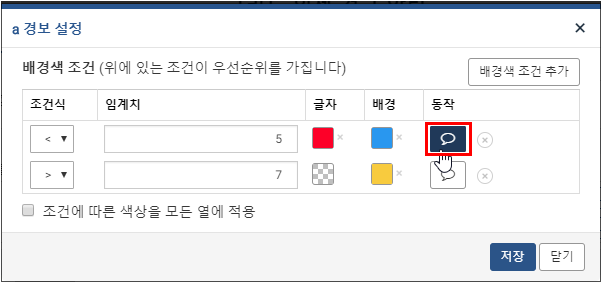 a 경보 설정
배경색 조건 (위에 있는 조건이 우선순위를 가집니다)
배경색 조건 추가
조건식 임계치 글자 배경 동작
< 5
> 7
조건에 따른 색상을 모든 열에 적용
저장 닫기